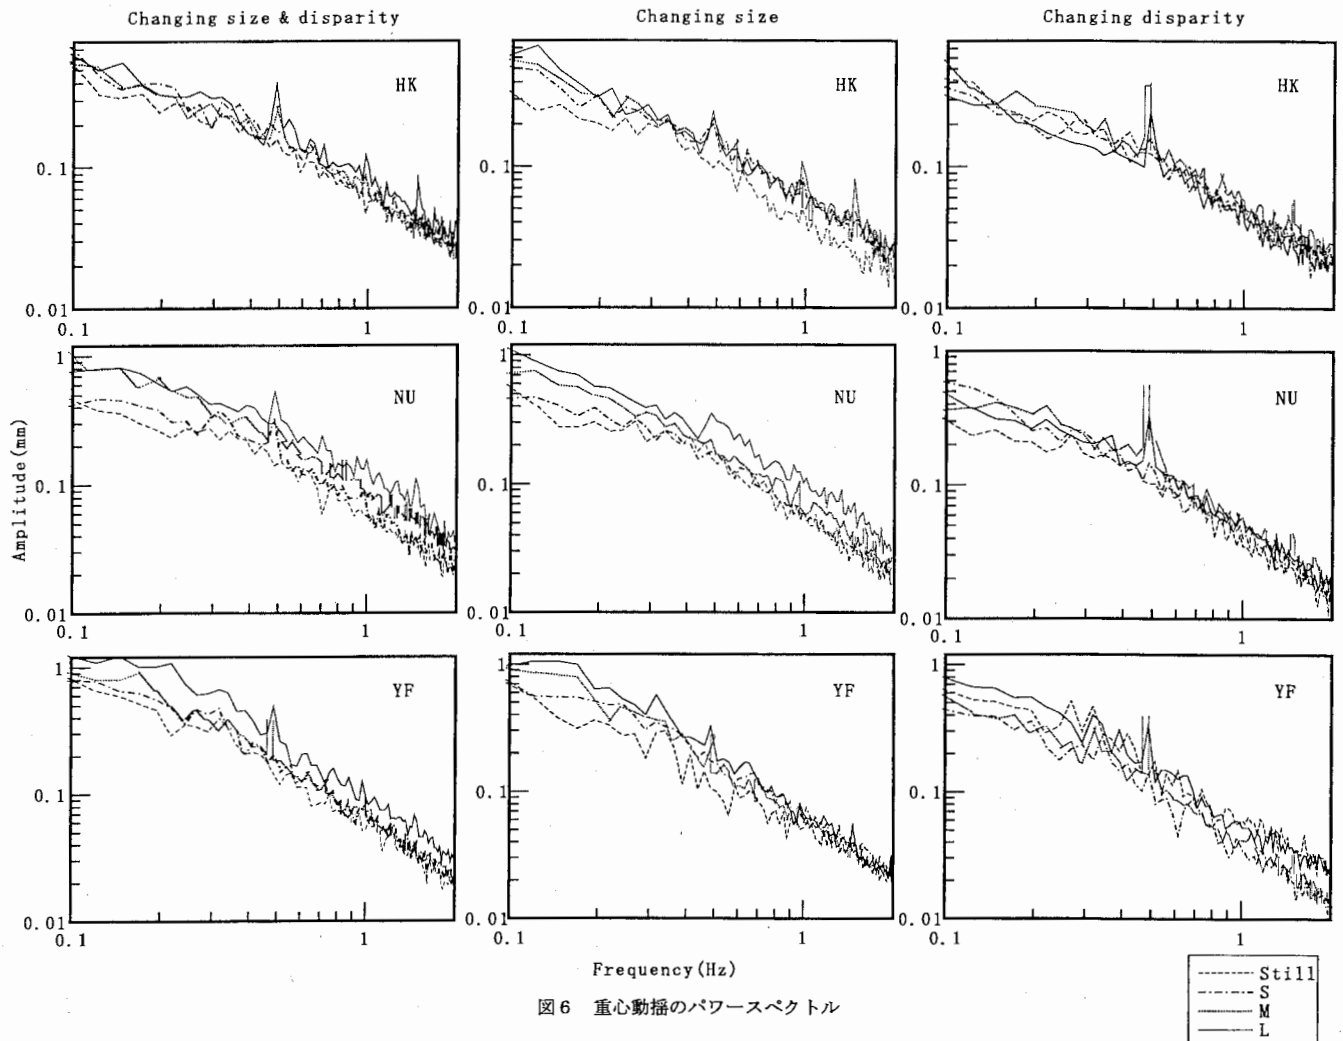 Changing size & disparity
Changing size
Changing disparity
HK
0.1
0.01
0.1
1
HK
0.1
0.01
0.1
1
HK
0.1
0.01
0.1
1
Amplitude(mm)
NU
1
0.1
0.01
0.1
1
NU
1
0.1
0.01
0.1
1
NU
1
0.1
0.01
0.1
1
YF
1
0.1
0.01
0.1
1
YF
1
0.1
0.01
0.1
1
YF
1
0.1
0.01
0.1
1
Frequency(Hz)
Still
S
M
L
図6 重心動揺のパワースペクトル